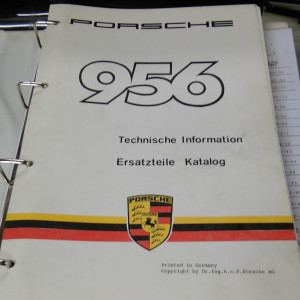 PORSCHE
956
Technische Information
Ersatzteile Katalog
PORSCHE
Printed in Germany
Copyright by Dr.Ing.h.c.F.Porsche AG